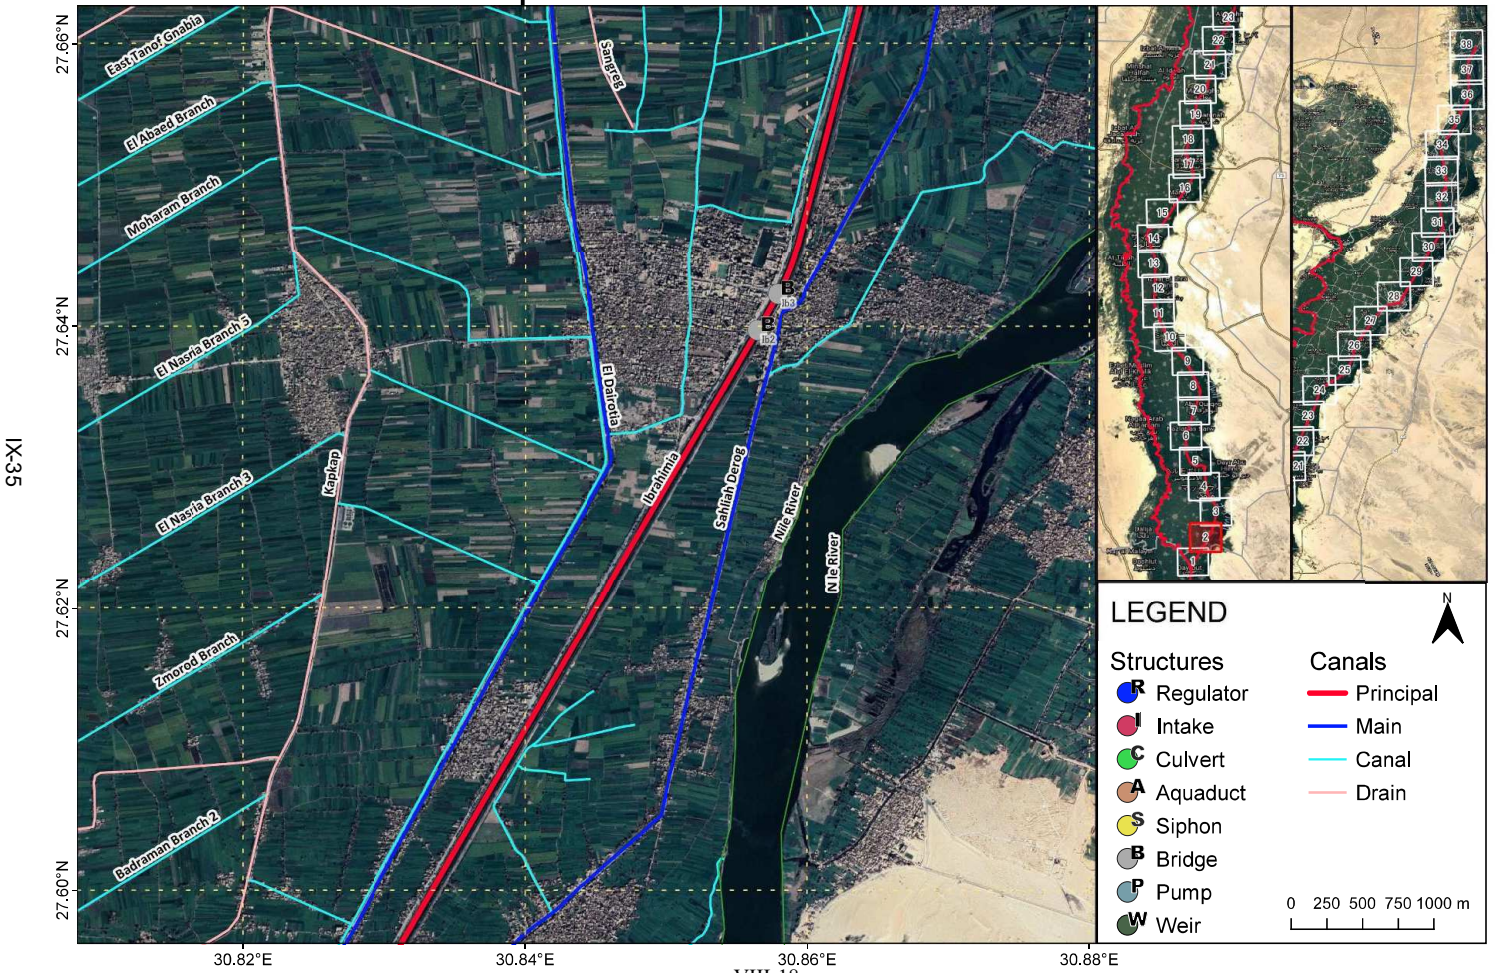 IX-35
27.66°N
27.64°N
27.62°N
27.60°N
30.82°E
30.84°E
30.86°E
30.88°E
East Tanof Gnabia
El Abaed Branch
Moharam Branch
El Nasria Branch 5
El Nasria Branch 3
Zmorod Branch
Badraman Branch 2
Kapkap
Sangreg
El Dairotia
Ibrahimia
Sahliah Derog
Nile River
N le River
B
Ib3
B
Ib2
23
22
21
20
19
18
17
16
15
14
13
12
11
10
9
8
7
6
5
4
3
2
1
38
37
36
35
34
33
32
31
30
29
28
27
26
25
24
23
22
21
LEGEND
N
Structures
R Regulator
I Intake
C Culvert
A Aquaduct
S Siphon
B Bridge
P Pump
W Weir
Canals
Principal
Main
Canal
Drain
0 250 500 750 1000 m
VIII-18